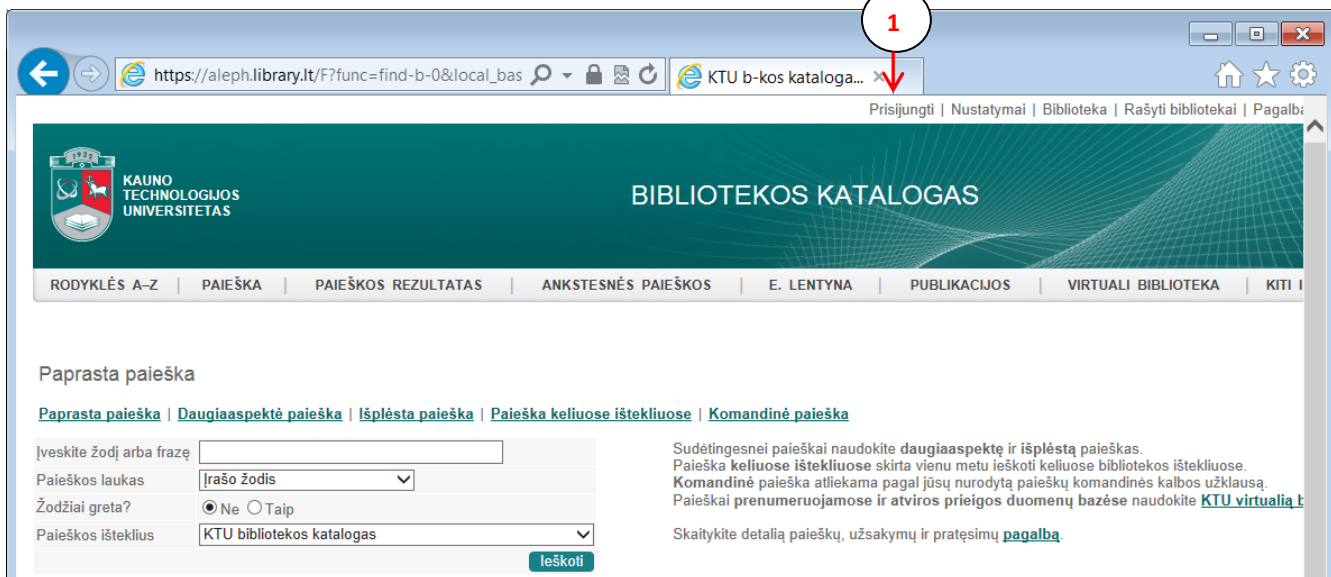 1
https://aleph.library.lt/F?func=find-b-0&local_bas
KTU b-kos kataloga...
Prisijungti | Nustatymai | Biblioteka | Rašyti bibliotekai | Pagalba
1922
KAUNO
TECHNOLOGIJOS
UNIVERSITETAS
BIBLIOTEKOS KATALOGAS
RODYKLĖS A–Z | PAIEŠKA | PAIEŠKOS REZULTATAS | ANKSTESNĖS PAIEŠKOS | E. LENTYNA | PUBLIKACIJOS | VIRTUALI BIBLIOTEKA | KITI I
Paprasta paieška
Paprasta paieška | Daugiaaspektė paieška | Išplėsta paieška | Paieška keliuose ištekliuose | Komandinė paieška
Įveskite žodį arba frazę
Paieškos laukas Įrašo žodis
Žodžiai greta? Ne Taip
Paieškos išteklius KTU bibliotekos katalogas
Ieškoti
Sudėtingesnei paieškai naudokite daugiaaspektę ir išplėstą paieškas.
Paieška keliuose ištekliuose skirta vienu metu ieškoti keliuose bibliotekos ištekliuose.
Komandinė paieška atliekama pagal jūsų nurodytą paieškų komandinės kalbos užklausą.
Paieškai prenumeruojamose ir atviros prieigos duomenų bazėse naudokite KTU virtualią b
Skaitykite detalią paieškų, užsakymų ir pratęsimų pagalbą.